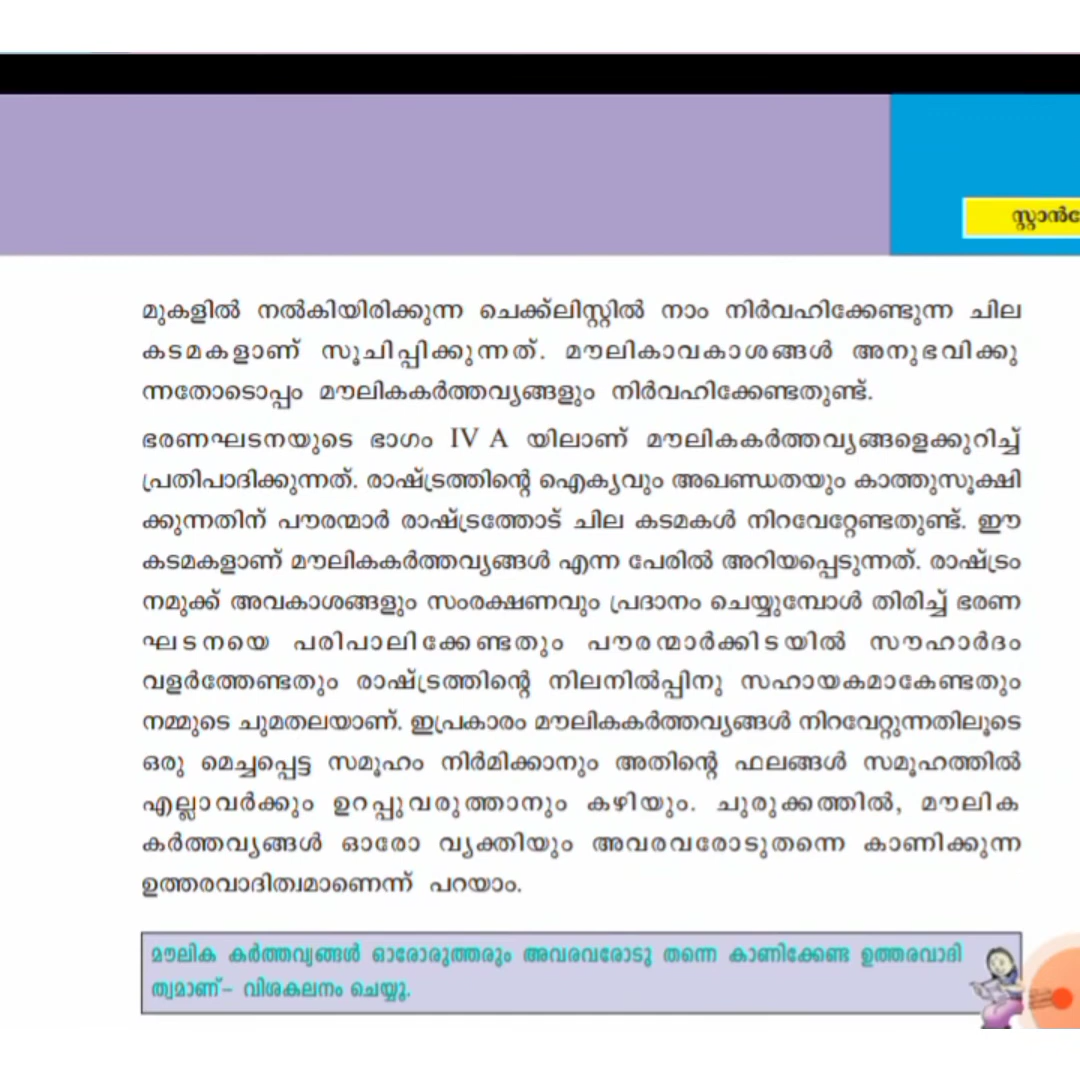 സ്റ്റാൻ
മുകളിൽ നൽകിയിരിക്കുന്ന ചെക്ക്‌ലിസ്റ്റിൽ നാം നിർവഹിക്കേണ്ടുന്ന ചില
കടമകളാണ് സൂചിപ്പിക്കുന്നത്. മൗലികാവകാശങ്ങൾ അനുഭവിക്കു
ന്നതോടൊപ്പം മൗലികകർത്തവ്യങ്ങളും നിർവഹിക്കേണ്ടതുണ്ട്.
ഭരണഘടനയുടെ ഭാഗം IV A യിലാണ് മൗലികകർത്തവ്യങ്ങളെക്കുറിച്ച്
പ്രതിപാദിക്കുന്നത്. രാഷ്ട്രത്തിന്റെ ഐക്യവും അഖണ്ഡതയും കാത്തുസൂക്ഷി
ക്കുന്നതിന് പൗരന്മാർ രാഷ്ട്രത്തോട് ചില കടമകൾ നിറവേറ്റേണ്ടതുണ്ട്. ഈ
കടമകളാണ് മൗലികകർത്തവ്യങ്ങൾ എന്ന പേരിൽ അറിയപ്പെടുന്നത്. രാഷ്ട്രം
നമുക്ക് അവകാശങ്ങളും സംരക്ഷണവും പ്രദാനം ചെയ്യുമ്പോൾ തിരിച്ച് ഭരണ
ഘടനയെ പരിപാലിക്കേണ്ടതും പൗരന്മാർക്കിടയിൽ സൗഹാർദം
വളർത്തേണ്ടതും രാഷ്ട്രത്തിന്റെ നിലനിൽപ്പിനു സഹായകമാകേണ്ടതും
നമ്മുടെ ചുമതലയാണ്. ഇപ്രകാരം മൗലികകർത്തവ്യങ്ങൾ നിറവേറ്റുന്നതിലൂടെ
ഒരു മെച്ചപ്പെട്ട സമൂഹം നിർമിക്കാനും അതിന്റെ ഫലങ്ങൾ സമൂഹത്തിൽ
എല്ലാവർക്കും ഉറപ്പുവരുത്താനും കഴിയും. ചുരുക്കത്തിൽ, മൗലിക
കർത്തവ്യങ്ങൾ ഓരോ വ്യക്തിയും അവരവരോടുതന്നെ കാണിക്കുന്ന
ഉത്തരവാദിത്വമാണെന്ന് പറയാം.
മൗലിക കർത്തവ്യങ്ങൾ ഓരോരുത്തരും അവരവരോടു തന്നെ കാണിക്കേണ്ട ഉത്തരവാദി
ത്വമാണ്– വിശകലനം ചെയ്യൂ.